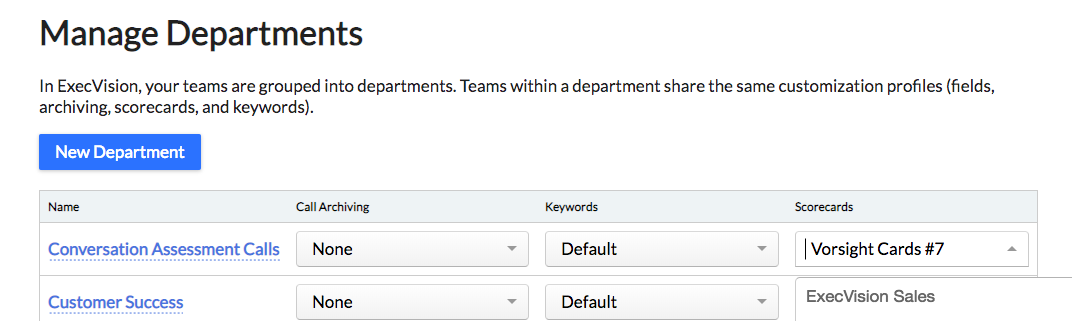 Manage Departments
In ExecVision, your teams are grouped into departments. Teams within a department share the same customization profiles (fields,
archiving, scorecards, and keywords).
New Department
Name Call Archiving Keywords Scorecards
Conversation Assessment Calls None Default Vorsight Cards #7
Customer Success None Default ExecVision Sales